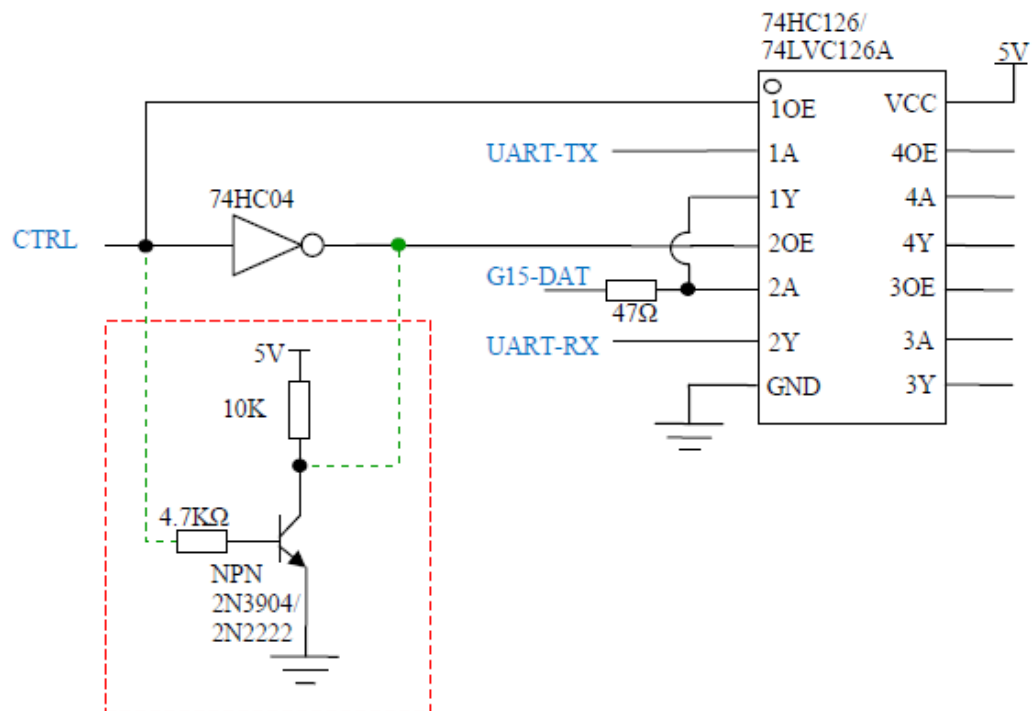 74HC126/
74LVC126A
5V
1OE
VCC
UART-TX
1A
4OE
74HC04
1Y
4A
CTRL
2OE
4Y
G15-DAT
2A
3OE
47Ω
UART-RX
2Y
3A
5V
GND
3Y
10K
4.7KΩ
NPN
2N3904/
2N2222